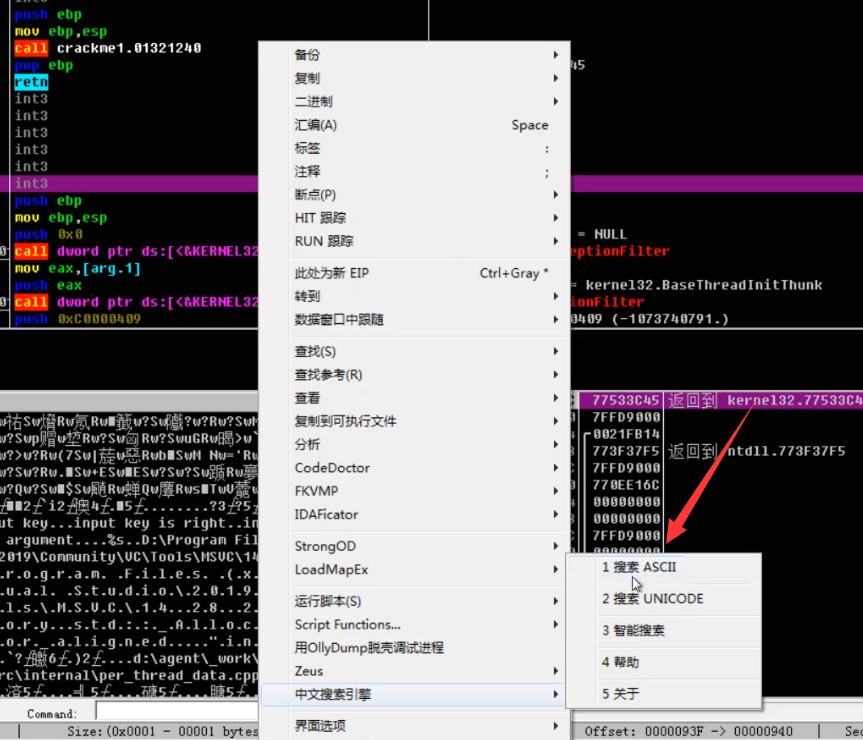 int3
push ebp
mov ebp,esp
call crackme1.01321240
pop ebp
retn
int3
int3
int3
int3
int3
int3
push ebp
mov ebp,esp
push 0x0
call dword ptr ds:[<&KERNEL32
mov eax,[arg.1]
push eax
call dword ptr ds:[<&KERNEL32
push 0xC0000409
45
= NULL
eptionFilter
= kernel32.BaseThreadInitThunk
ionFilter
0409 (-1073740791.)
备份
复制
二进制
汇编(A) Space
标签 :
注释 ;
断点(P)
HIT 跟踪
RUN 跟踪
此处为新 EIP Ctrl+Gray *
转到
数据窗口中跟随
查找(S)
查找参考(R)
查看
复制到可执行文件
分析
CodeDoctor
FKVMP
IDAFicator
StrongOD
LoadMapEx
运行脚本(S)
Script Functions...
用OllyDump脱壳调试进程
Zeus
中文搜索引擎
界面选项
1 搜索 ASCII
2 搜索 UNICODE
3 智能搜索
4 帮助
5 关于
77533C45 返回到 kernel32.77533C4
7FFD9000
0021FB14
773F37F5 返回到 ntdll.773F37F5
7FFD9000
770EE16C
00000000
00000000
7FFD9000
00000000
ut key...input key is right..in
argument....%s..D:\Program Fil
2019\Community\VC\Tools\MSVC\14
.r.o.g.r.a.m. .F.i.l.e.s. .(.x.
u.a.l. .S.t.u.d.i.o.\.2.0.1.9.
l.s.\.M.S.V.C.\.1.4...2.8...2.
o.r.y...s.t.d.:.:._.A.l.l.o.c.
.o.r._.a.l.i.g.n.e.d.....".i.n.
d:\agent\_work\
rc\internal\per_thread_data.cpp
Command:
Size:(0x0001 - 00001 bytes
Offset: 0000093F -> 00000940
Sec